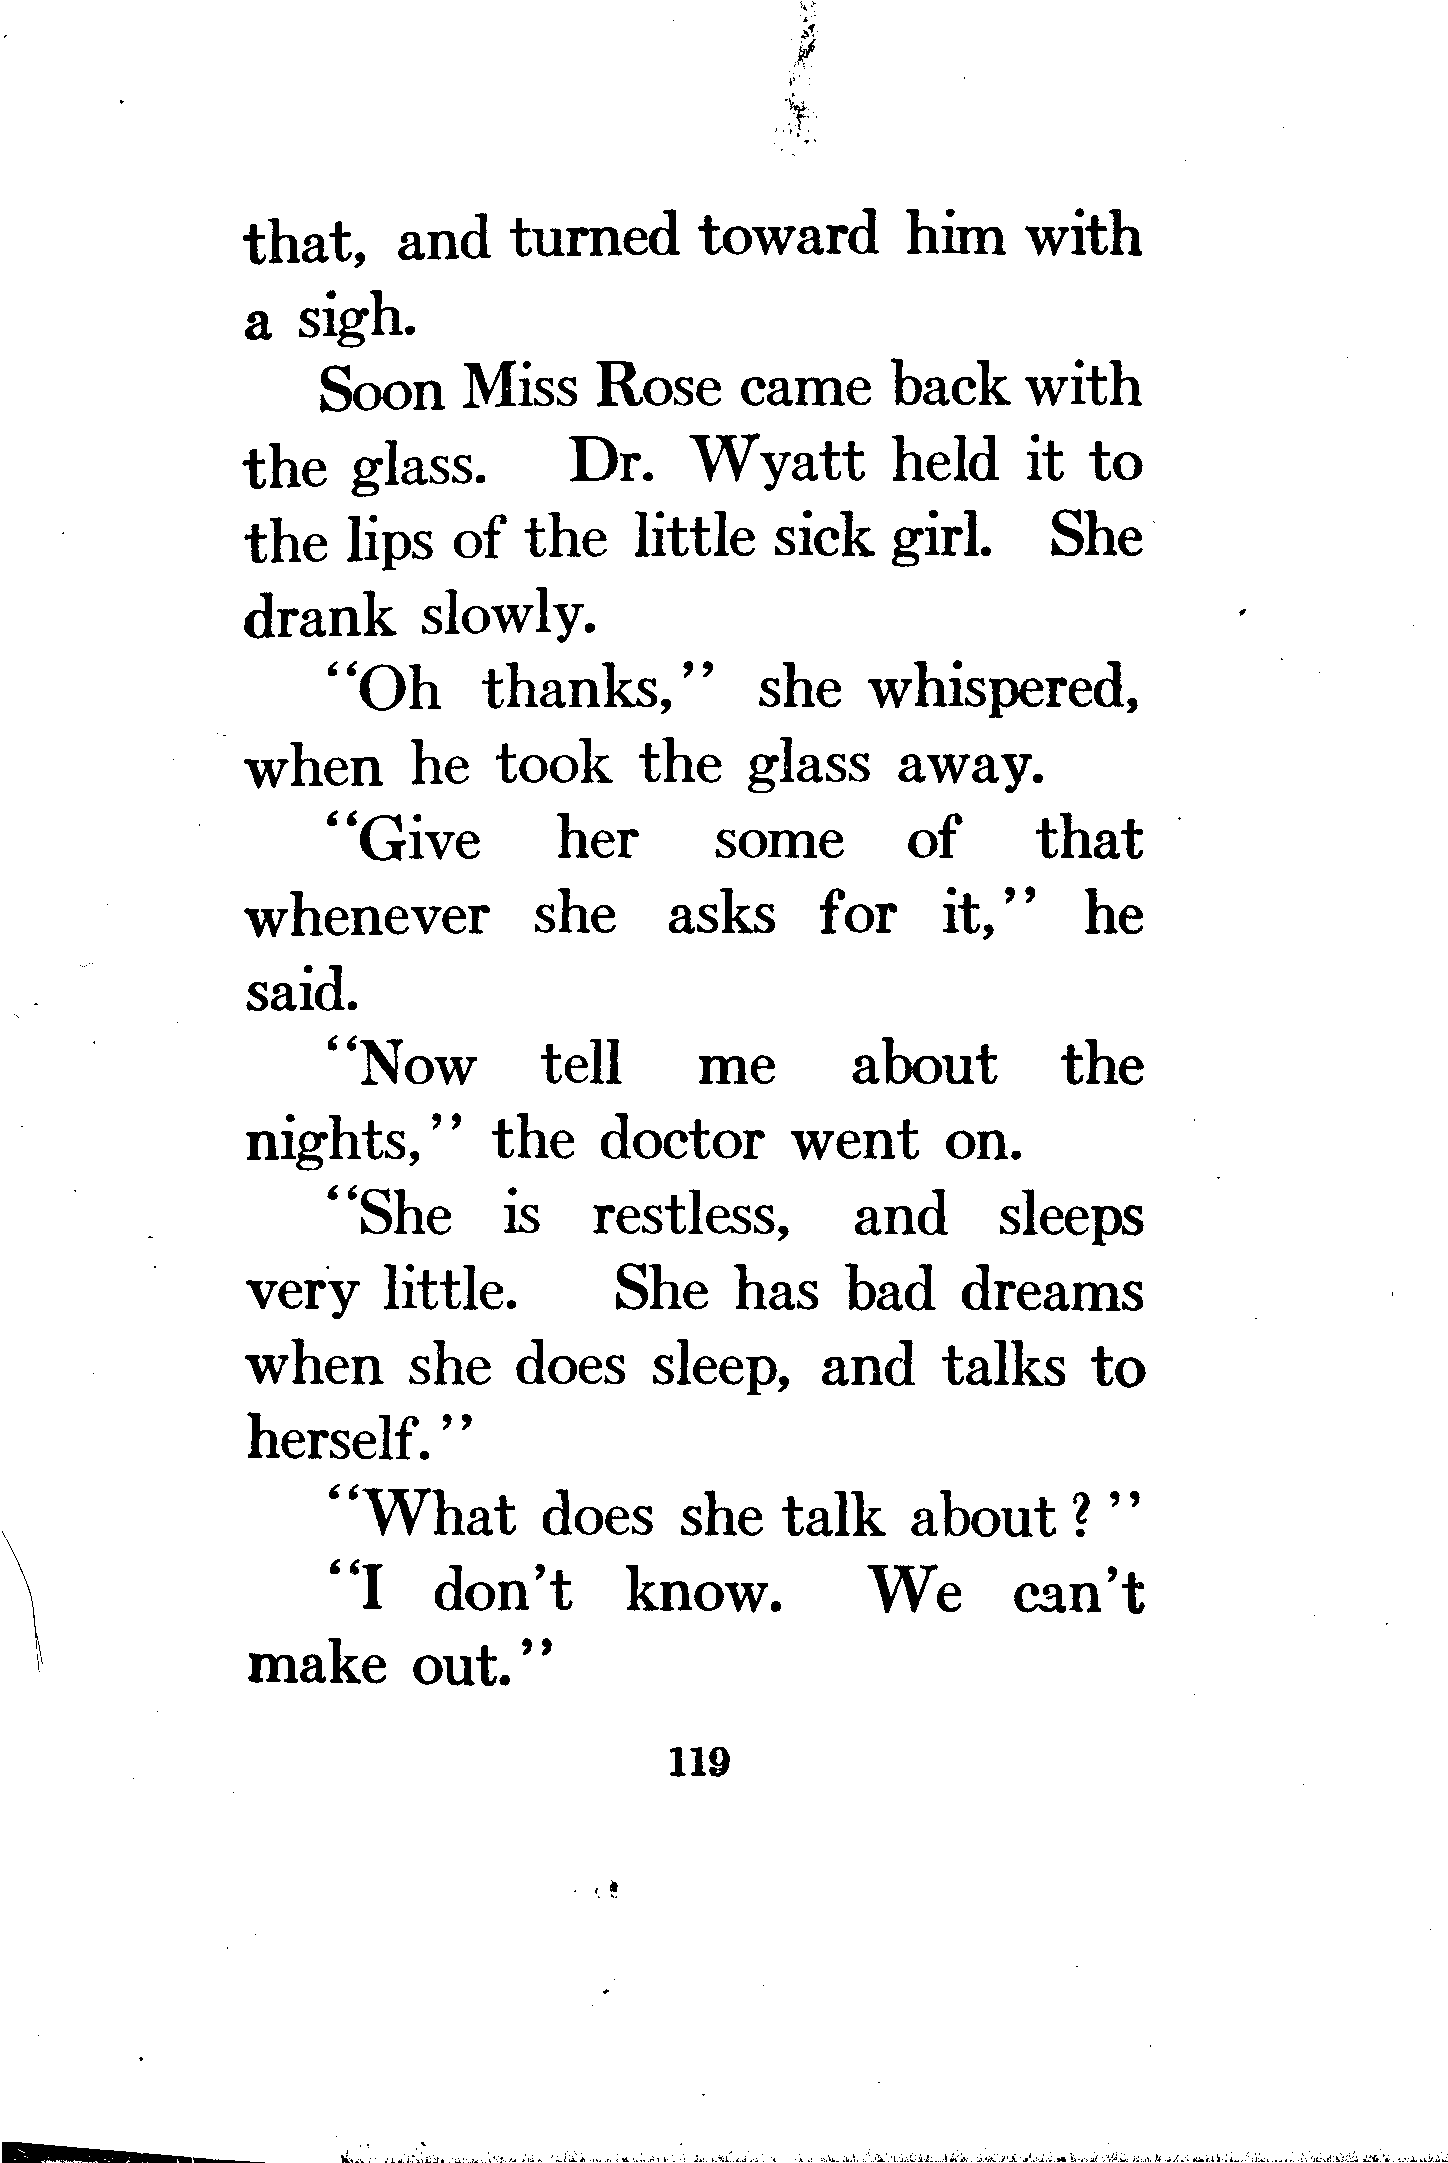 that, and turned toward him with
a sigh.
Soon Miss Rose came back with
the glass. Dr. Wyatt held it to
the lips of the little sick girl. She
drank slowly.
“Oh thanks,” she whispered,
when he took the glass away.
“Give her some of that
whenever she asks for it,” he
said.
“Now tell me about the
nights,” the doctor went on.
“She is restless, and sleeps
very little. She has bad dreams
when she does sleep, and talks to
herself.”
“What does she talk about?”
“I don't know. We can't
make out.”
119